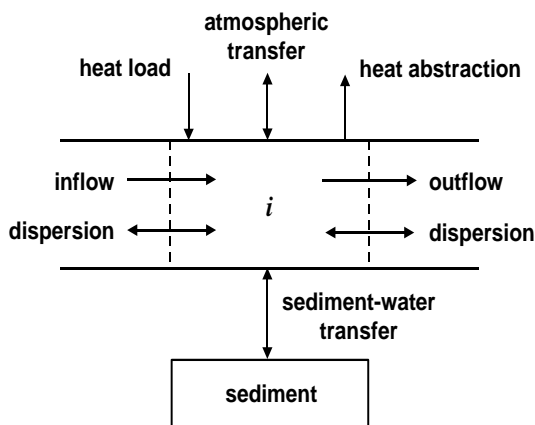 atmospheric
transfer
heat load
heat abstraction
inflow
i
outflow
dispersion
dispersion
sediment-water
transfer
sediment